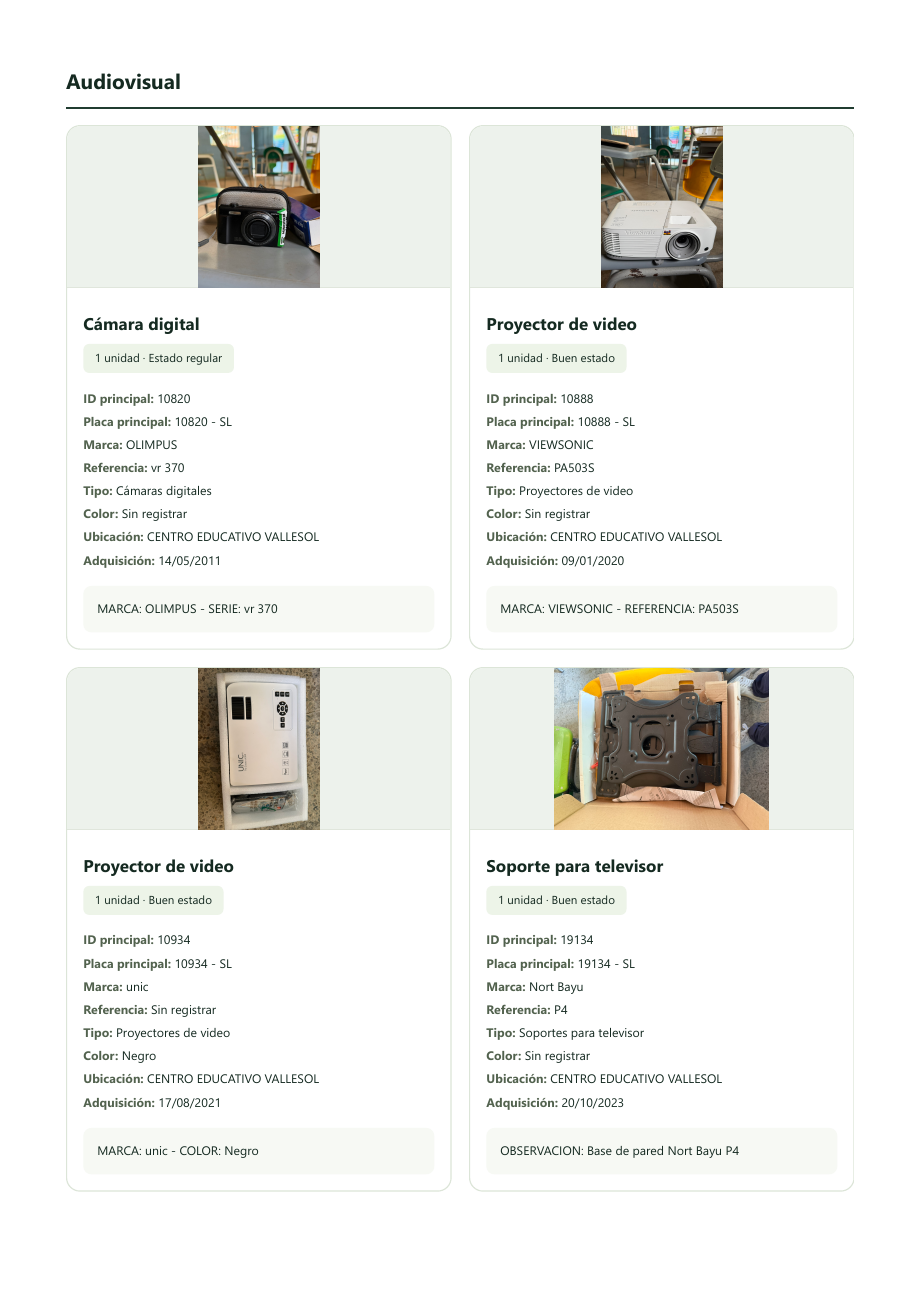 Audiovisual
Cámara digital
1 unidad · Estado regular
ID principal: 10820
Placa principal: 10820 - SL
Marca: OLIMPUS
Referencia: vr 370
Tipo: Cámaras digitales
Color: Sin registrar
Ubicación: CENTRO EDUCATIVO VALLESOL
Adquisición: 14/05/2011
MARCA: OLIMPUS - SERIE: vr 370
Proyector de video
1 unidad · Buen estado
ID principal: 10888
Placa principal: 10888 - SL
Marca: VIEWSONIC
Referencia: PA503S
Tipo: Proyectores de video
Color: Sin registrar
Ubicación: CENTRO EDUCATIVO VALLESOL
Adquisición: 09/01/2020
MARCA: VIEWSONIC - REFERENCIA: PA503S
UNIC
Proyector de video
1 unidad · Buen estado
ID principal: 10934
Placa principal: 10934 - SL
Marca: unic
Referencia: Sin registrar
Tipo: Proyectores de video
Color: Negro
Ubicación: CENTRO EDUCATIVO VALLESOL
Adquisición: 17/08/2021
MARCA: unic - COLOR: Negro
Soporte para televisor
1 unidad · Buen estado
ID principal: 19134
Placa principal: 19134 - SL
Marca: Nort Bayu
Referencia: P4
Tipo: Soportes para televisor
Color: Sin registrar
Ubicación: CENTRO EDUCATIVO VALLESOL
Adquisición: 20/10/2023
OBSERVACION: Base de pared Nort Bayu P4